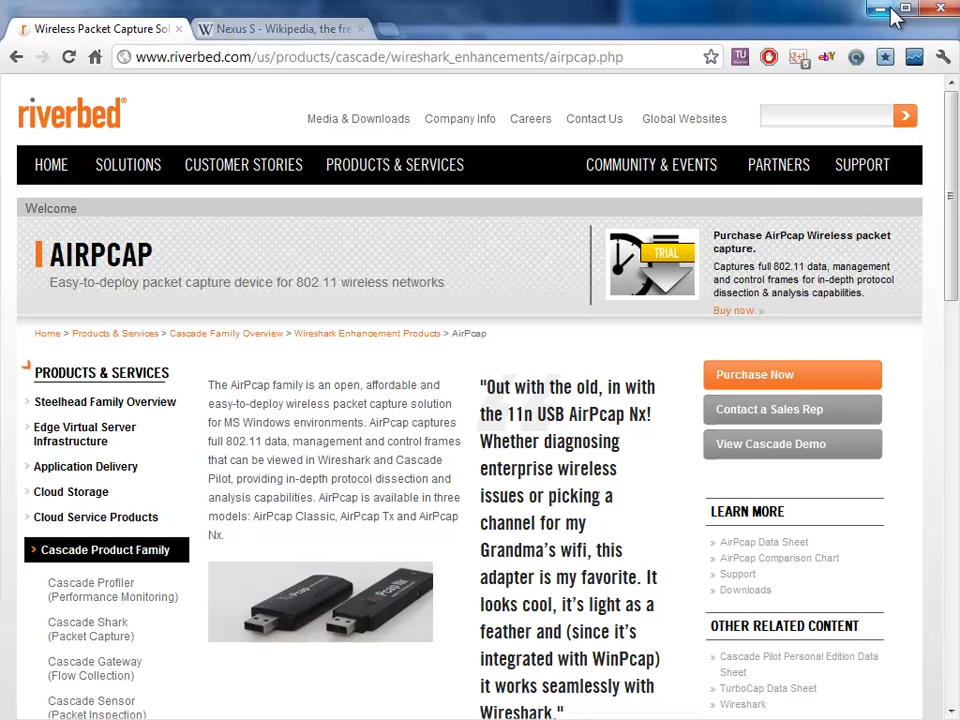 Wireless Packet Capture Sol
Nexus S - Wikipedia, the fre
www.riverbed.com/us/products/cascade/wireshark_enhancements/airpcap.php
TU
5
ebY
riverbed®
Media & Downloads
Company Info
Careers
Contact Us
Global Websites
HOME
SOLUTIONS
CUSTOMER STORIES
PRODUCTS & SERVICES
COMMUNITY & EVENTS
PARTNERS
SUPPORT
Welcome
AIRPCAP
Easy-to-deploy packet capture device for 802.11 wireless networks
TRIAL
Purchase AirPcap Wireless packet
capture.
Captures full 802.11 data, management
and control frames for in-depth protocol
dissection & analysis capabilities.
Buy now »
Home > Products & Services > Cascade Family Overview > Wireshark Enhancement Products > AirPcap
PRODUCTS & SERVICES
Steelhead Family Overview
Edge Virtual Server
Infrastructure
Application Delivery
Cloud Storage
Cloud Service Products
Cascade Product Family
Cascade Profiler
(Performance Monitoring)
Cascade Shark
(Packet Capture)
Cascade Gateway
(Flow Collection)
Cascade Sensor
(Packet Inspection)
The AirPcap family is an open, affordable and
easy-to-deploy wireless packet capture solution
for MS Windows environments. AirPcap captures
full 802.11 data, management and control frames
that can be viewed in Wireshark and Cascade
Pilot, providing in-depth protocol dissection and
analysis capabilities. AirPcap is available in three
models: AirPcap Classic, AirPcap Tx and AirPcap
Nx.
"Out with the old, in with
the 11n USB AirPcap Nx!
Whether diagnosing
enterprise wireless
issues or picking a
channel for my
Grandma's wifi, this
adapter is my favorite. It
looks cool, it's light as a
feather and (since it's
integrated with WinPcap)
it works seamlessly with
Wireshark."
Purchase Now
Contact a Sales Rep
View Cascade Demo
LEARN MORE
» AirPcap Data Sheet
» AirPcap Comparison Chart
» Support
» Downloads
OTHER RELATED CONTENT
» Cascade Pilot Personal Edition Data
Sheet
» TurboCap Data Sheet
» Wireshark